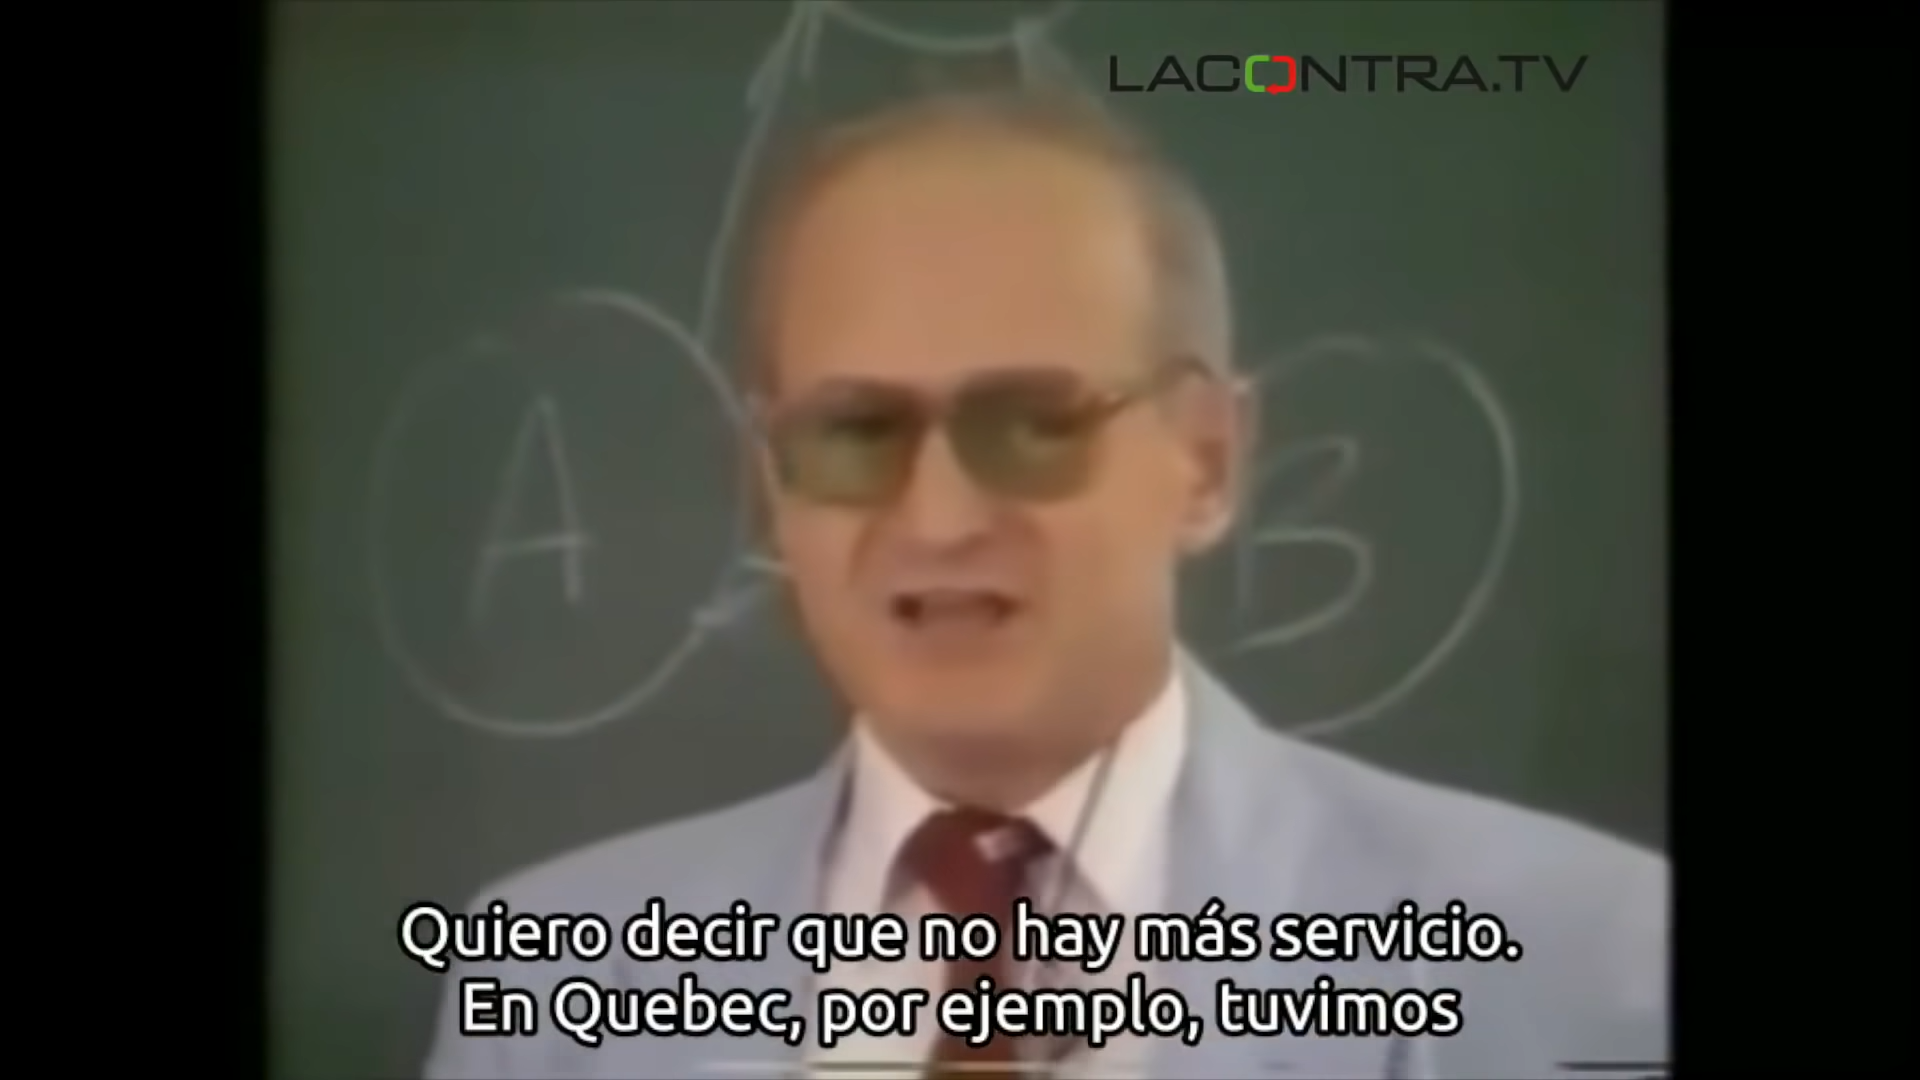 LACONTRA.TV
A
B
Quiero decir que no hay más servicio.
En Quebec, por ejemplo, tuvimos